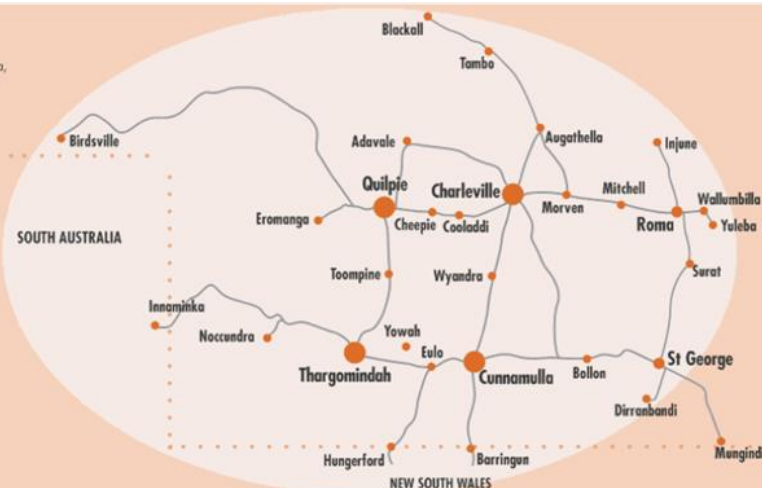 Blackall
Tambo
Birdsville
Adavale
Augathella
Injune
Quilpie
Charleville
Morven
Mitchell
Wallumbilla
Eromanga
Cheepie
Cooladdi
Roma
Yuleba
SOUTH AUSTRALIA
Toompine
Wyandra
Surat
Innaminka
Noccundra
Yowah
Eulo
Thargomindah
Cunnamulla
Bollon
St George
Dirranbandi
Hungerford
Barringun
Mungindi
NEW SOUTH WALES